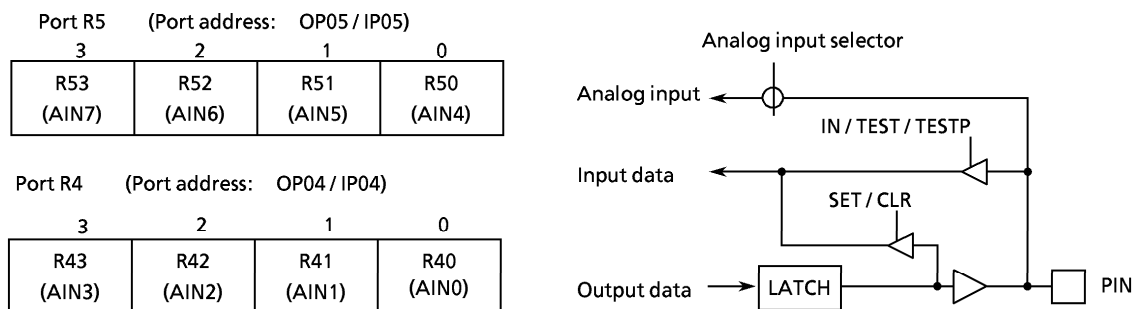 Port R5 (Port address: OP05 / IP05)
3 2 1 0
R53 R52 R51 R50
(AIN7) (AIN6) (AIN5) (AIN4)
Port R4 (Port address: OP04 / IP04)
3 2 1 0
R43 R42 R41 R40
(AIN3) (AIN2) (AIN1) (AIN0)
Analog input selector
Analog input
IN / TEST / TESTP
Input data
SET / CLR
Output data LATCH PIN